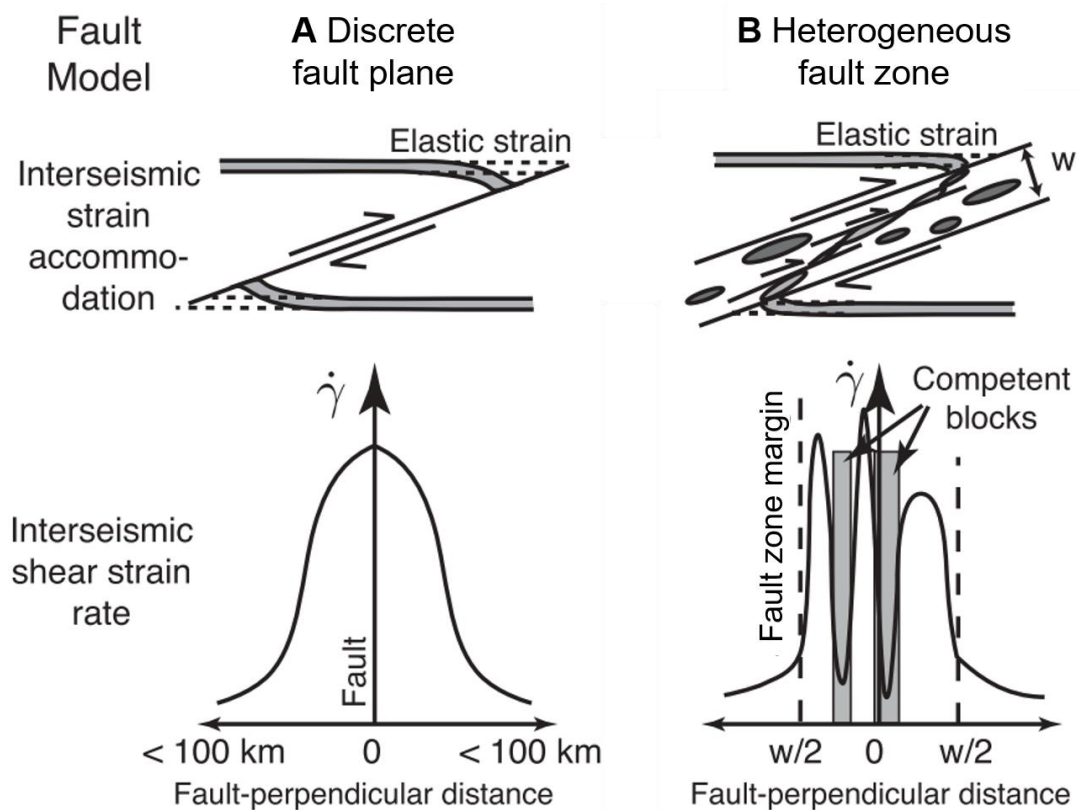 Fault
Model
A Discrete
fault plane
B Heterogeneous
fault zone
Interseismic
strain
accommo-
dation
Elastic strain
Elastic strain
w
Interseismic
shear strain
rate
γ̇
Fault
< 100 km 0 < 100 km
Fault-perpendicular distance
γ̇
Competent
blocks
Fault zone margin
w/2 0 w/2
Fault-perpendicular distance